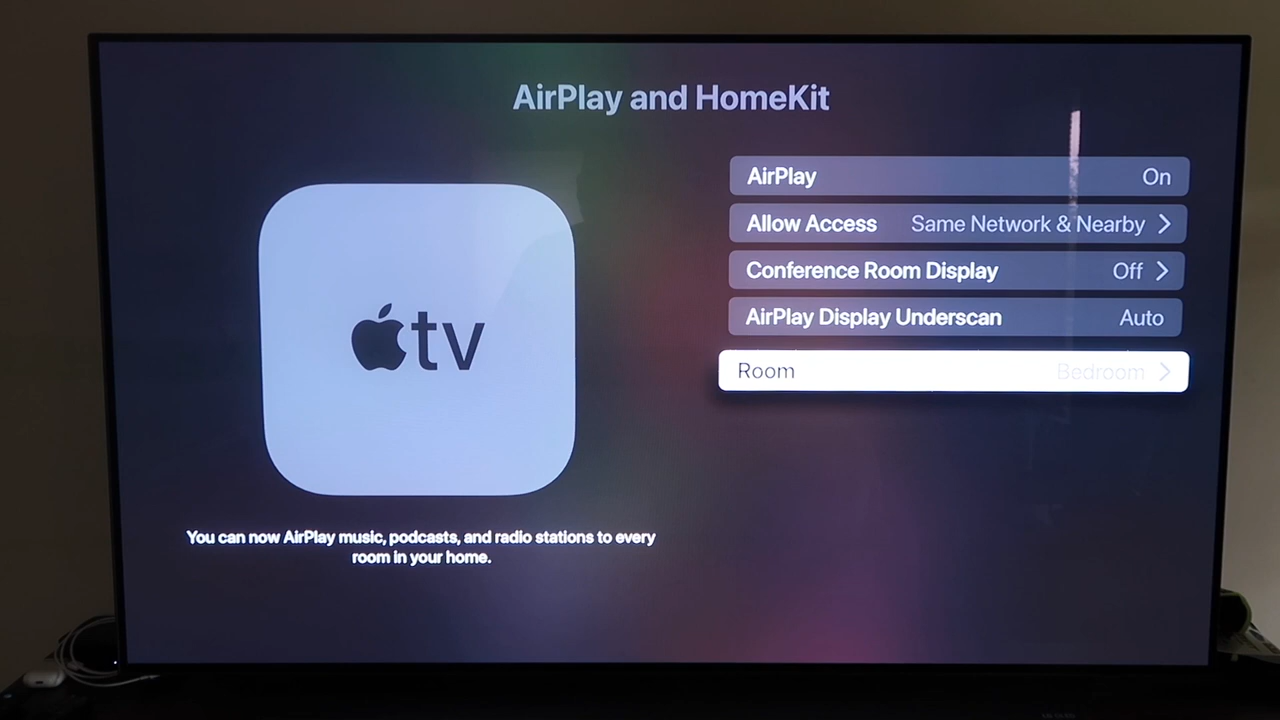 AirPlay and HomeKit
AirPlay On
Allow Access Same Network & Nearby
Conference Room Display Off
AirPlay Display Underscan Auto
Room Bedroom
tv
You can now AirPlay music, podcasts, and radio stations to every
room in your home.